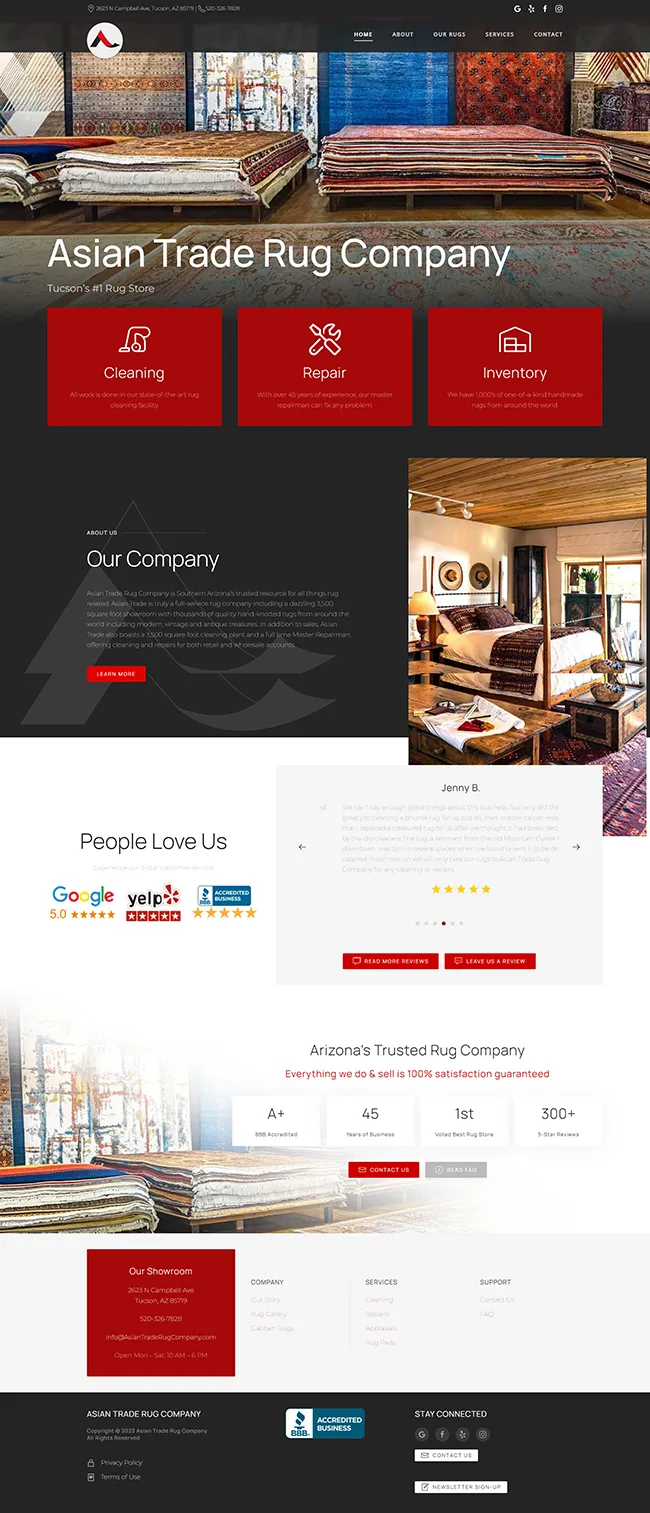 2623 N Campbell Ave, Tucson, AZ 85719 | 520-326-7828
HOME ABOUT OUR RUGS SERVICES CONTACT
Asian Trade Rug Company
Tucson's #1 Rug Store
Cleaning
All work is done in our state-of-the-art rug
cleaning facility.
Repair
With over 45 years of experience, our master
repairman can fix any problem.
Inventory
We have 1,000's of one-of-a-kind handmade
rugs from around the world
ABOUT US
Our Company
Asian Trade Rug Company is Southern Arizona's trusted resource for all things rug
related. Asian Trade is truly a full-service rug company including a dazzling 3,500
square foot showroom with thousands of quality hand-knotted rugs from around the
world including modern, vintage and antique treasures. In addition to sales, Asian
Trade also boasts a 3,500 square foot cleaning plant and a full time Master Repairman
offering cleaning and repairs for both retail and wholesale accounts.
LEARN MORE
People Love Us
Experience our 5-star customer service!
Google
5.0
yelp
BBB
ACCREDITED
BUSINESS
Jenny B.
We can't say enough good things about this business. Not only did the
great job cleaning a
rug for us, but Ali, their master carpet
man, repaired a treasured rug for us after we thought it had been
by the dry cleaners. The rug, a remnant from the old Mountain Oyster
downtown, was torn in several places when we
cleaned. From now on we will only take our rugs to Asian Trade Rug
Company for any cleaning or repairs.
READ MORE REVIEWS
LEAVE US A REVIEW
Arizona's Trusted Rug Company
Everything we do & sell is 100% satisfaction guaranteed
A+
BBB Accredited
45
Years of Business
1st
Voted Best Rug Store
300+
5-Star Reviews
CONTACT US
READ FAQ
Our Showroom
2623 N Campbell Ave
Tucson, AZ 85719
520-326-7828
info@AsianTradeRugCompany.com
Open Mon – Sat: 10 AM – 6 PM
COMPANY
Our Story
Rug Gallery
Gabbeh Rugs
SERVICES
Cleaning
Repairs
Appraisals
Rug Pads
SUPPORT
Contact Us
FAQ
ASIAN TRADE RUG COMPANY
Copyright © 2023 Asian Trade Rug Company
All Rights Reserved
Privacy Policy
Terms of Use
BBB
ACCREDITED
BUSINESS
STAY CONNECTED
CONTACT US
NEWSLETTER SIGN-UP